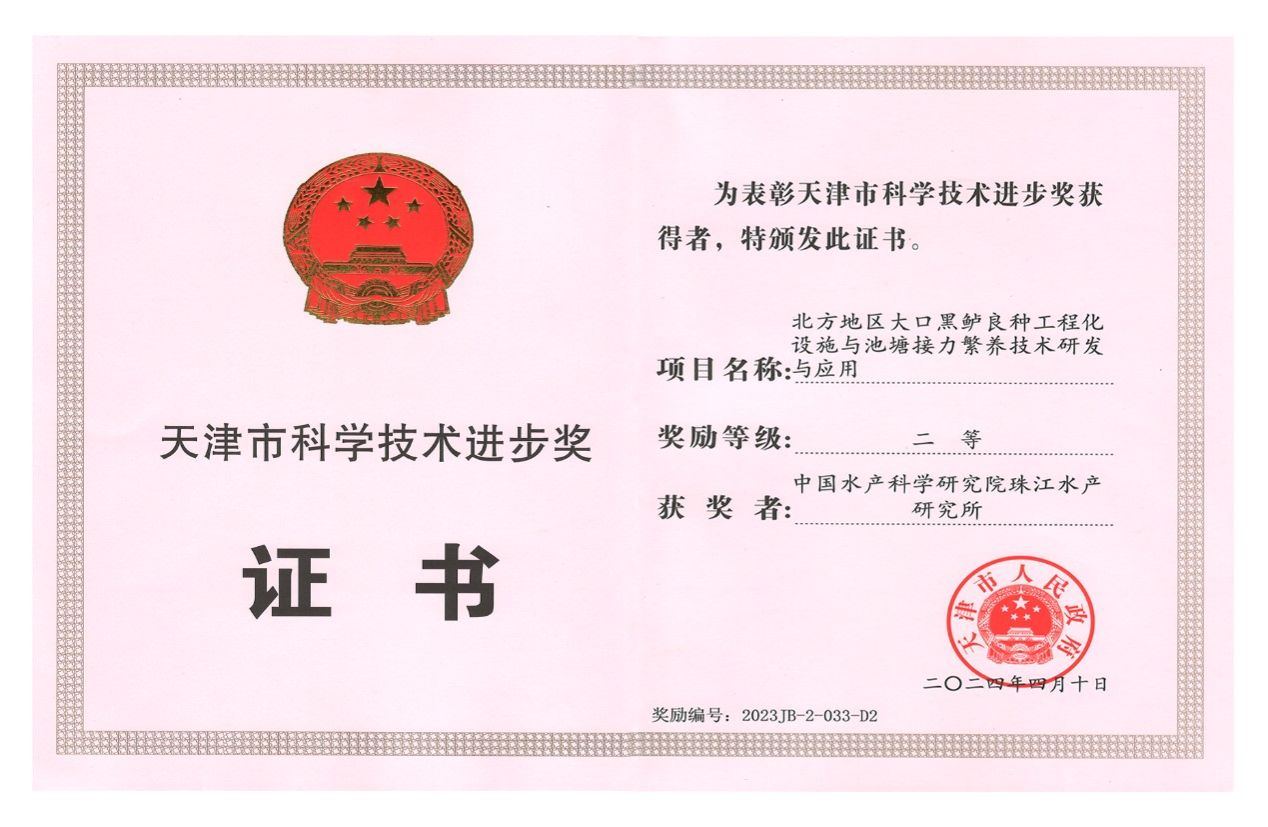 天津市科学技术进步奖
证 书
为表彰天津市科学技术进步奖获
得者，特颁发此证书。
项目名称:
北方地区大口黑鲈良种工程化
设施与池塘接力繁养技术研发
与应用
奖励等级:
二 等
获 奖 者:
中国水产科学研究院珠江水产
研究所
天津市人民政府
二〇二四年四月十日
奖励编号：2023JB-2-033-D2